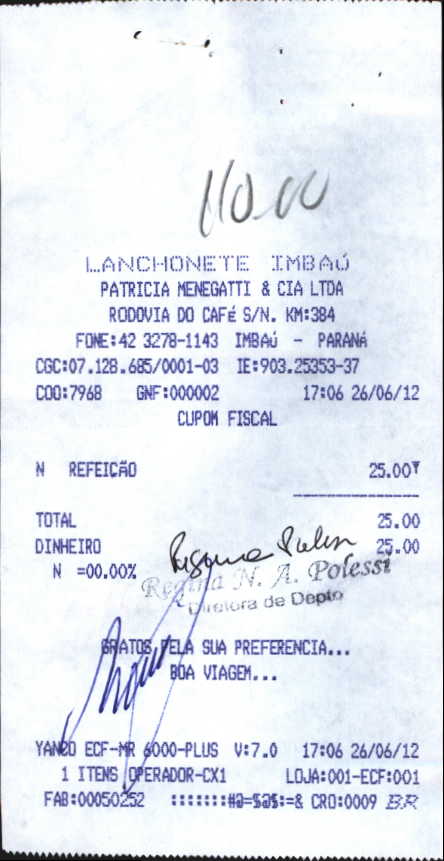 110.00
LANCHONETE IMBAÚ
PATRICIA MENEGATTI & CIA LTDA
RODOVIA DO CAFé S/N. KM:384
FONE:42 3278-1143 IMBAú - PARANá
CGC:07.128.685/0001-03 IE:903.25353-37
COO:7968 GNF:000002 17:06 26/06/12
CUPOM FISCAL
N REFEIÇÃO 25.00
TOTAL 25.00
DINHEIRO 25.00
N =00.00%
Regina N. A. Polessi
Diretora de Depto
GRATOS PELA SUA PREFERENCIA...
BOA VIAGEM...
YANCO ECF-MR 6000-PLUS V:7.0 17:06 26/06/12
1 ITENS OPERADOR-CX1 LOJA:001-ECF:001
FAB:00050252 :::::::#@=$@$:=& CRO:0009 BR